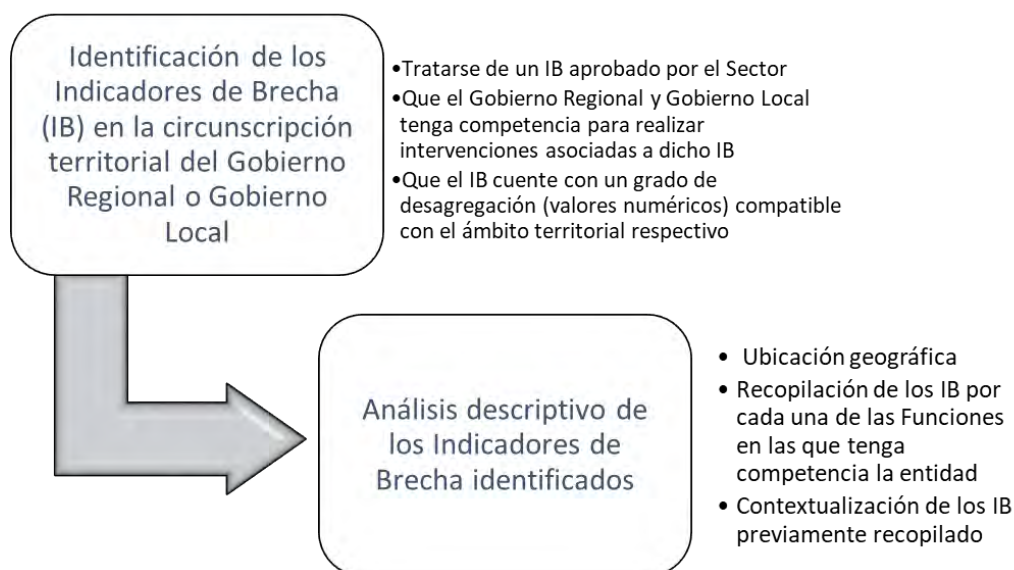 Identificación de los
Indicadores de Brecha
(IB) en la circunscripción
territorial del Gobierno
Regional o Gobierno
Local
•Tratarse de un IB aprobado por el Sector
•Que el Gobierno Regional y Gobierno Local
tenga competencia para realizar
intervenciones asociadas a dicho IB
•Que el IB cuente con un grado de
desagregación (valores numéricos) compatible
con el ámbito territorial respectivo
Análisis descriptivo de
los Indicadores de
Brecha identificados
• Ubicación geográfica
• Recopilación de los IB por
cada una de las Funciones
en las que tenga
competencia la entidad
• Contextualización de los IB
previamente recopilado